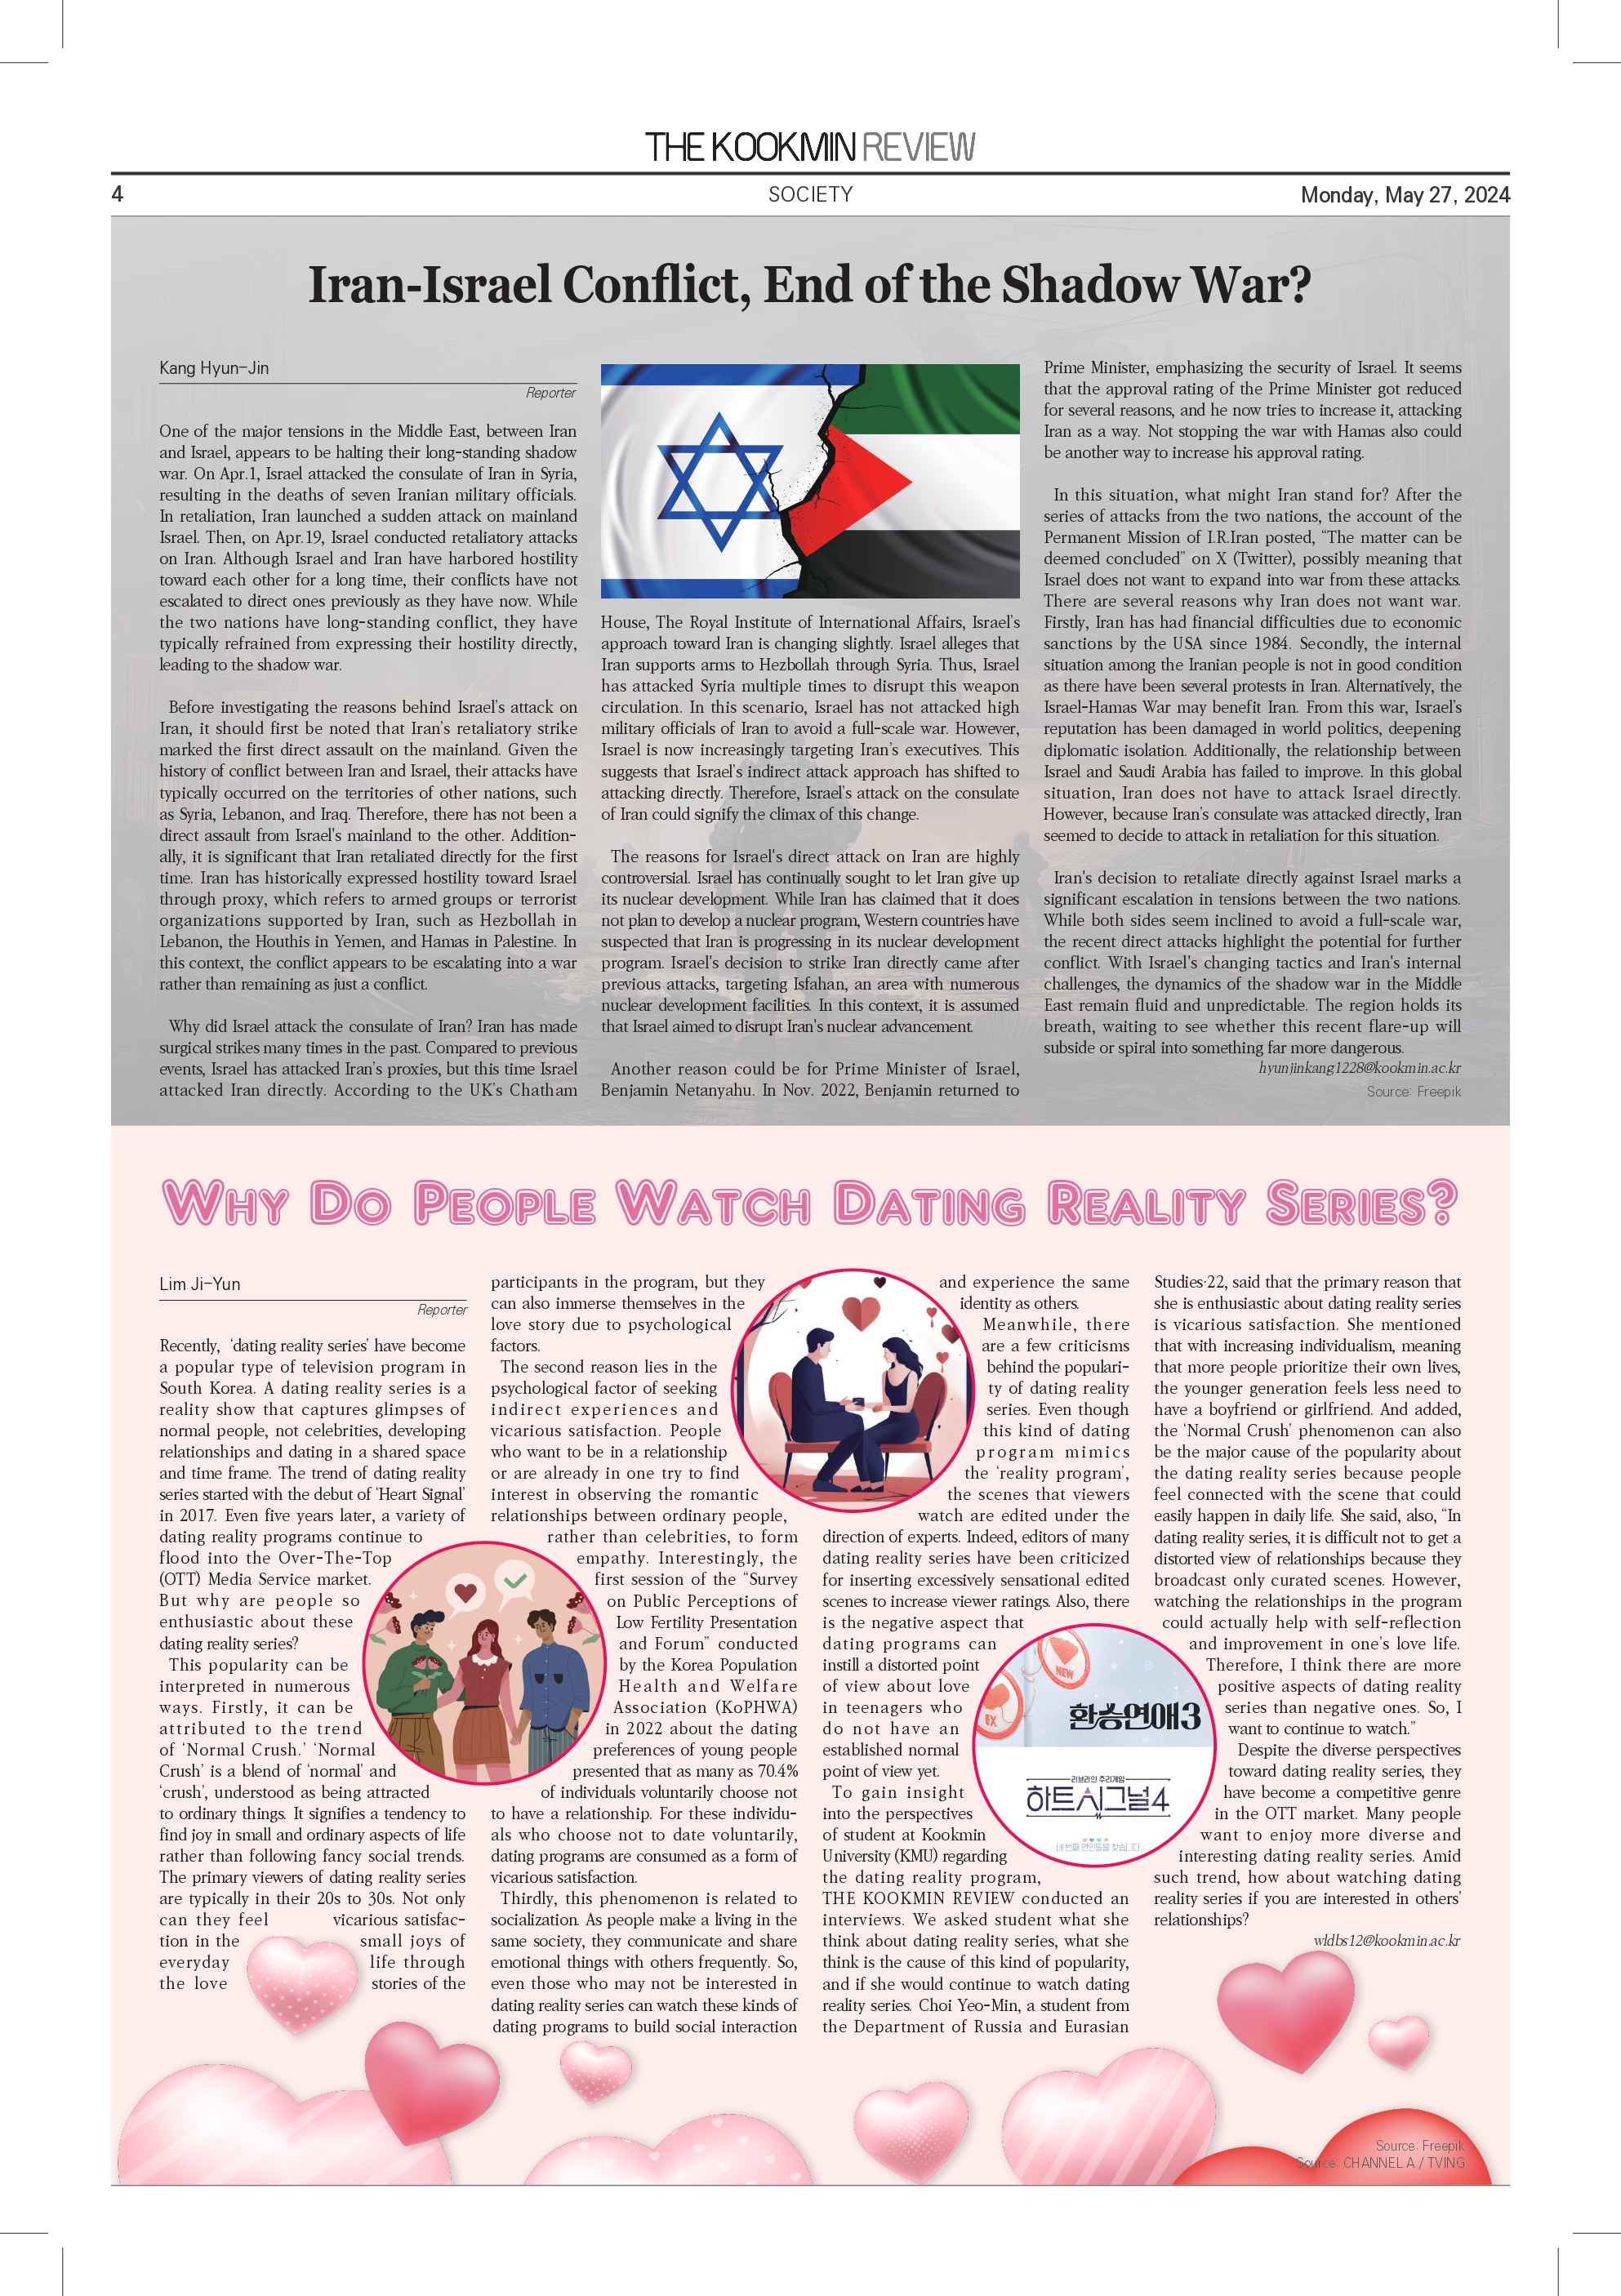 THE KOOKMIN REVIEW
4
SOCIETY
Monday, May 27, 2024
Iran-Israel Conflict, End of the Shadow War?
Kang Hyun-Jin
Reporter
One of the major tensions in the Middle East, between Iran
and Israel, appears to be halting their long-standing shadow
war. On Apr.1, Israel attacked the consulate of Iran in Syria,
resulting in the deaths of seven Iranian military officials.
In retaliation, Iran launched a sudden attack on mainland
Israel. Then, on Apr.19, Israel conducted retaliatory attacks
on Iran. Although Israel and Iran have harbored hostility
toward each other for a long time, their conflicts have not
escalated to direct ones previously as they have now. While
the two nations have long-standing conflict, they have
typically refrained from expressing their hostility directly,
leading to the shadow war.
Before investigating the reasons behind Israel's attack on
Iran, it should first be noted that Iran's retaliatory strike
marked the first direct assault on the mainland. Given the
history of conflict between Iran and Israel, their attacks have
typically occurred on the territories of other nations, such
as Syria, Lebanon, and Iraq. Therefore, there has not been a
direct assault from Israel's mainland to the other. Addition-
ally, it is significant that Iran retaliated directly for the first
time. Iran has historically expressed hostility toward Israel
through proxy, which refers to armed groups or terrorist
organizations supported by Iran, such as Hezbollah in
Lebanon, the Houthis in Yemen, and Hamas in Palestine. In
this context, the conflict appears to be escalating into a war
rather than remaining as just a conflict.
Why did Israel attack the consulate of Iran? Iran has made
surgical strikes many times in the past. Compared to previous
events, Israel has attacked Iran's proxies, but this time Israel
attacked Iran directly. According to the UK's Chatham
House, The Royal Institute of International Affairs, Israel's
approach toward Iran is changing slightly. Israel alleges that
Iran supports arms to Hezbollah through Syria. Thus, Israel
has attacked Syria multiple times to disrupt this weapon
circulation. In this scenario, Israel has not attacked high
military officials of Iran to avoid a full-scale war. However,
Israel is now increasingly targeting Iran's executives. This
suggests that Israel's indirect attack approach has shifted to
attacking directly. Therefore, Israel's attack on the consulate
of Iran could signify the climax of this change.
The reasons for Israel's direct attack on Iran are highly
controversial. Israel has continually sought to let Iran give up
its nuclear development. While Iran has claimed that it does
not plan to develop a nuclear program, Western countries have
suspected that Iran is progressing in its nuclear development
program. Israel's decision to strike Iran directly came after
previous attacks, targeting Isfahan, an area with numerous
nuclear development facilities. In this context, it is assumed
that Israel aimed to disrupt Iran's nuclear advancement.
Another reason could be for Prime Minister of Israel,
Benjamin Netanyahu. In Nov. 2022, Benjamin returned to
Prime Minister, emphasizing the security of Israel. It seems
that the approval rating of the Prime Minister got reduced
for several reasons, and he now tries to increase it, attacking
Iran as a way. Not stopping the war with Hamas also could
be another way to increase his approval rating.
In this situation, what might Iran stand for? After the
series of attacks from the two nations, the account of the
Permanent Mission of I.R.Iran posted, “The matter can be
deemed concluded” on X (Twitter), possibly meaning that
Israel does not want to expand into war from these attacks.
There are several reasons why Iran does not want war.
Firstly, Iran has had financial difficulties due to economic
sanctions by the USA since 1984. Secondly, the internal
situation among the Iranian people is not in good condition
as there have been several protests in Iran. Alternatively, the
Israel-Hamas War may benefit Iran. From this war, Israel's
reputation has been damaged in world politics, deepening
diplomatic isolation. Additionally, the relationship between
Israel and Saudi Arabia has failed to improve. In this global
situation, Iran does not have to attack Israel directly.
However, because Iran's consulate was attacked directly, Iran
seemed to decide to attack in retaliation for this situation.
Iran's decision to retaliate directly against Israel marks a
significant escalation in tensions between the two nations.
While both sides seem inclined to avoid a full-scale war,
the recent direct attacks highlight the potential for further
conflict. With Israel's changing tactics and Iran's internal
challenges, the dynamics of the shadow war in the Middle
East remain fluid and unpredictable. The region holds its
breath, waiting to see whether this recent flare-up will
subside or spiral into something far more dangerous.
hyunjinkang1228@kookmin.ac.kr
Source: Freepik
WHY DO PEOPLE WATCH DATING REALITY SERIES?
Lim Ji-Yun
Reporter
Recently, ‘dating reality series’ have become
a popular type of television program in
South Korea. A dating reality series is a
reality show that captures glimpses of
normal people, not celebrities, developing
relationships and dating in a shared space
and time frame. The trend of dating reality
series started with the debut of ‘Heart Signal’
in 2017. Even five years later, a variety of
dating reality programs continue to
flood into the Over-The-Top
(OTT) Media Service market.
But why are people so
enthusiastic about these
dating reality series?
This popularity can be
interpreted in numerous
ways. Firstly, it can be
attributed to the trend
of ‘Normal Crush.’ ‘Normal
Crush’ is a blend of ‘normal’ and
‘crush’, understood as being attracted
to ordinary things. It signifies a tendency to
find joy in small and ordinary aspects of life
rather than following fancy social trends.
The primary viewers of dating reality series
are typically in their 20s to 30s. Not only
can they feel vicarious satisfac-
tion in the small joys of
everyday life through
the love stories of the
participants in the program, but they
can also immerse themselves in the
love story due to psychological
factors.
The second reason lies in the
psychological factor of seeking
indirect experiences and
vicarious satisfaction. People
who want to be in a relationship
or are already in one try to find
interest in observing the romantic
relationships between ordinary people,
rather than celebrities, to form
empathy. Interestingly, the
first session of the “Survey
on Public Perceptions of
Low Fertility Presentation
and Forum” conducted
by the Korea Population
Health and Welfare
Association (KoPHWA)
in 2022 about the dating
preferences of young people
presented that as many as 70.4%
of individuals voluntarily choose not
to have a relationship. For these individu-
als who choose not to date voluntarily,
dating programs are consumed as a form of
vicarious satisfaction.
Thirdly, this phenomenon is related to
socialization. As people make a living in the
same society, they communicate and share
emotional things with others frequently. So,
even those who may not be interested in
dating reality series can watch these kinds of
dating programs to build social interaction
and experience the same
identity as others.
Meanwhile, there
are a few criticisms
behind the populari-
ty of dating reality
series. Even though
this kind of dating
program mimics
the ‘reality program’,
the scenes that viewers
watch are edited under the
direction of experts. Indeed, editors of many
dating reality series have been criticized
for inserting excessively sensational edited
scenes to increase viewer ratings. Also, there
is the negative aspect that
dating programs can
instill a distorted point
of view about love
in teenagers who
do not have an
established normal
point of view yet.
To gain insight
into the perspectives
of student at Kookmin
University (KMU) regarding
the dating reality program,
THE KOOKMIN REVIEW conducted an
interviews. We asked student what she
think about dating reality series, what she
think is the cause of this kind of popularity,
and if she would continue to watch dating
reality series. Choi Yeo-Min, a student from
the Department of Russia and Eurasian
NEW
EX
환승연애3
러브라인 추리게임
하트시그널4
네 번째 연인들을 찾습니다
Studies·22, said that the primary reason that
she is enthusiastic about dating reality series
is vicarious satisfaction. She mentioned
that with increasing individualism, meaning
that more people prioritize their own lives,
the younger generation feels less need to
have a boyfriend or girlfriend. And added,
the ‘Normal Crush’ phenomenon can also
be the major cause of the popularity about
the dating reality series because people
feel connected with the scene that could
easily happen in daily life. She said, also, “In
dating reality series, it is difficult not to get a
distorted view of relationships because they
broadcast only curated scenes. However,
watching the relationships in the program
could actually help with self-reflection
and improvement in one's love life.
Therefore, I think there are more
positive aspects of dating reality
series than negative ones. So, I
want to continue to watch.”
Despite the diverse perspectives
toward dating reality series, they
have become a competitive genre
in the OTT market. Many people
want to enjoy more diverse and
interesting dating reality series. Amid
such trend, how about watching dating
reality series if you are interested in others’
relationships?
wldbs12@kookmin.ac.kr
Source: Freepik
Source: CHANNEL A / TVING